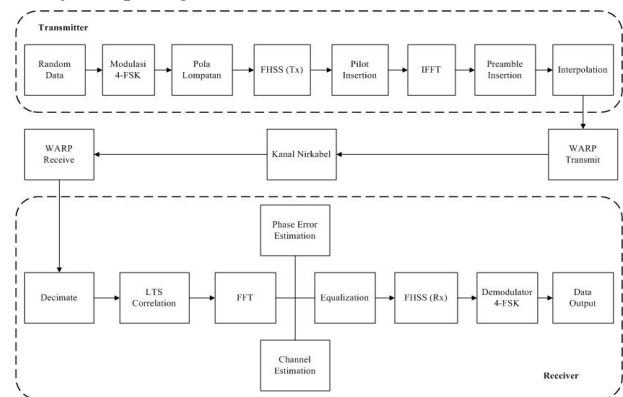 Transmitter
Random
Data
Modulasi
4-FSK
Pola
Lompatan
FHSS (Tx)
Pilot
Insertion
IFFT
Preamble
Insertion
Interpolation
WARP
Receive
Kanal Nirkabel
WARP
Transmit
Phase Error
Estimation
Decimate
LTS
Correlation
FFT
Equalization
FHSS (Rx)
Demodulator
4-FSK
Data
Output
Channel
Estimation
Receiver